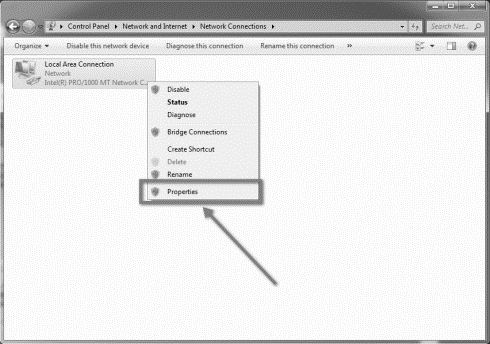 Control Panel ▸ Network and Internet ▸ Network Connections ▸
Search Net...
Organize ▾ Disable this network device Diagnose this connection Rename this connection »
Local Area Connection
Network
Intel(R) PRO/1000 MT Network C...
Disable
Status
Diagnose
Bridge Connections
Create Shortcut
Delete
Rename
Properties